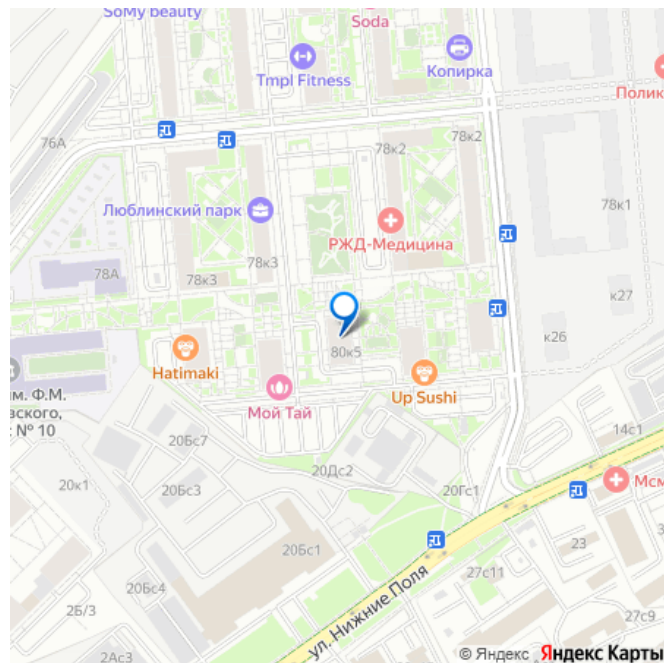 SoMy beauty
Soda
Tmpl Fitness
Копирка
Полик
76А
78к2
78к2
Люблинский парк
78к1
РЖД-Медицина
78А
78к3
78к3
к27
к26
80к5
Hatimaki
Up Sushi
Мой Тай
им. Ф.М.
вского,
№ 10
14с1
20Бс7
20Дс2
20к1
20Бс3
20Гс1
Мсм
20Бс1
23
27с11
20Бс4
2Б/3
ул. Нижние Поля
27с9
2Ас3
© Яндекс Яндекс Карты